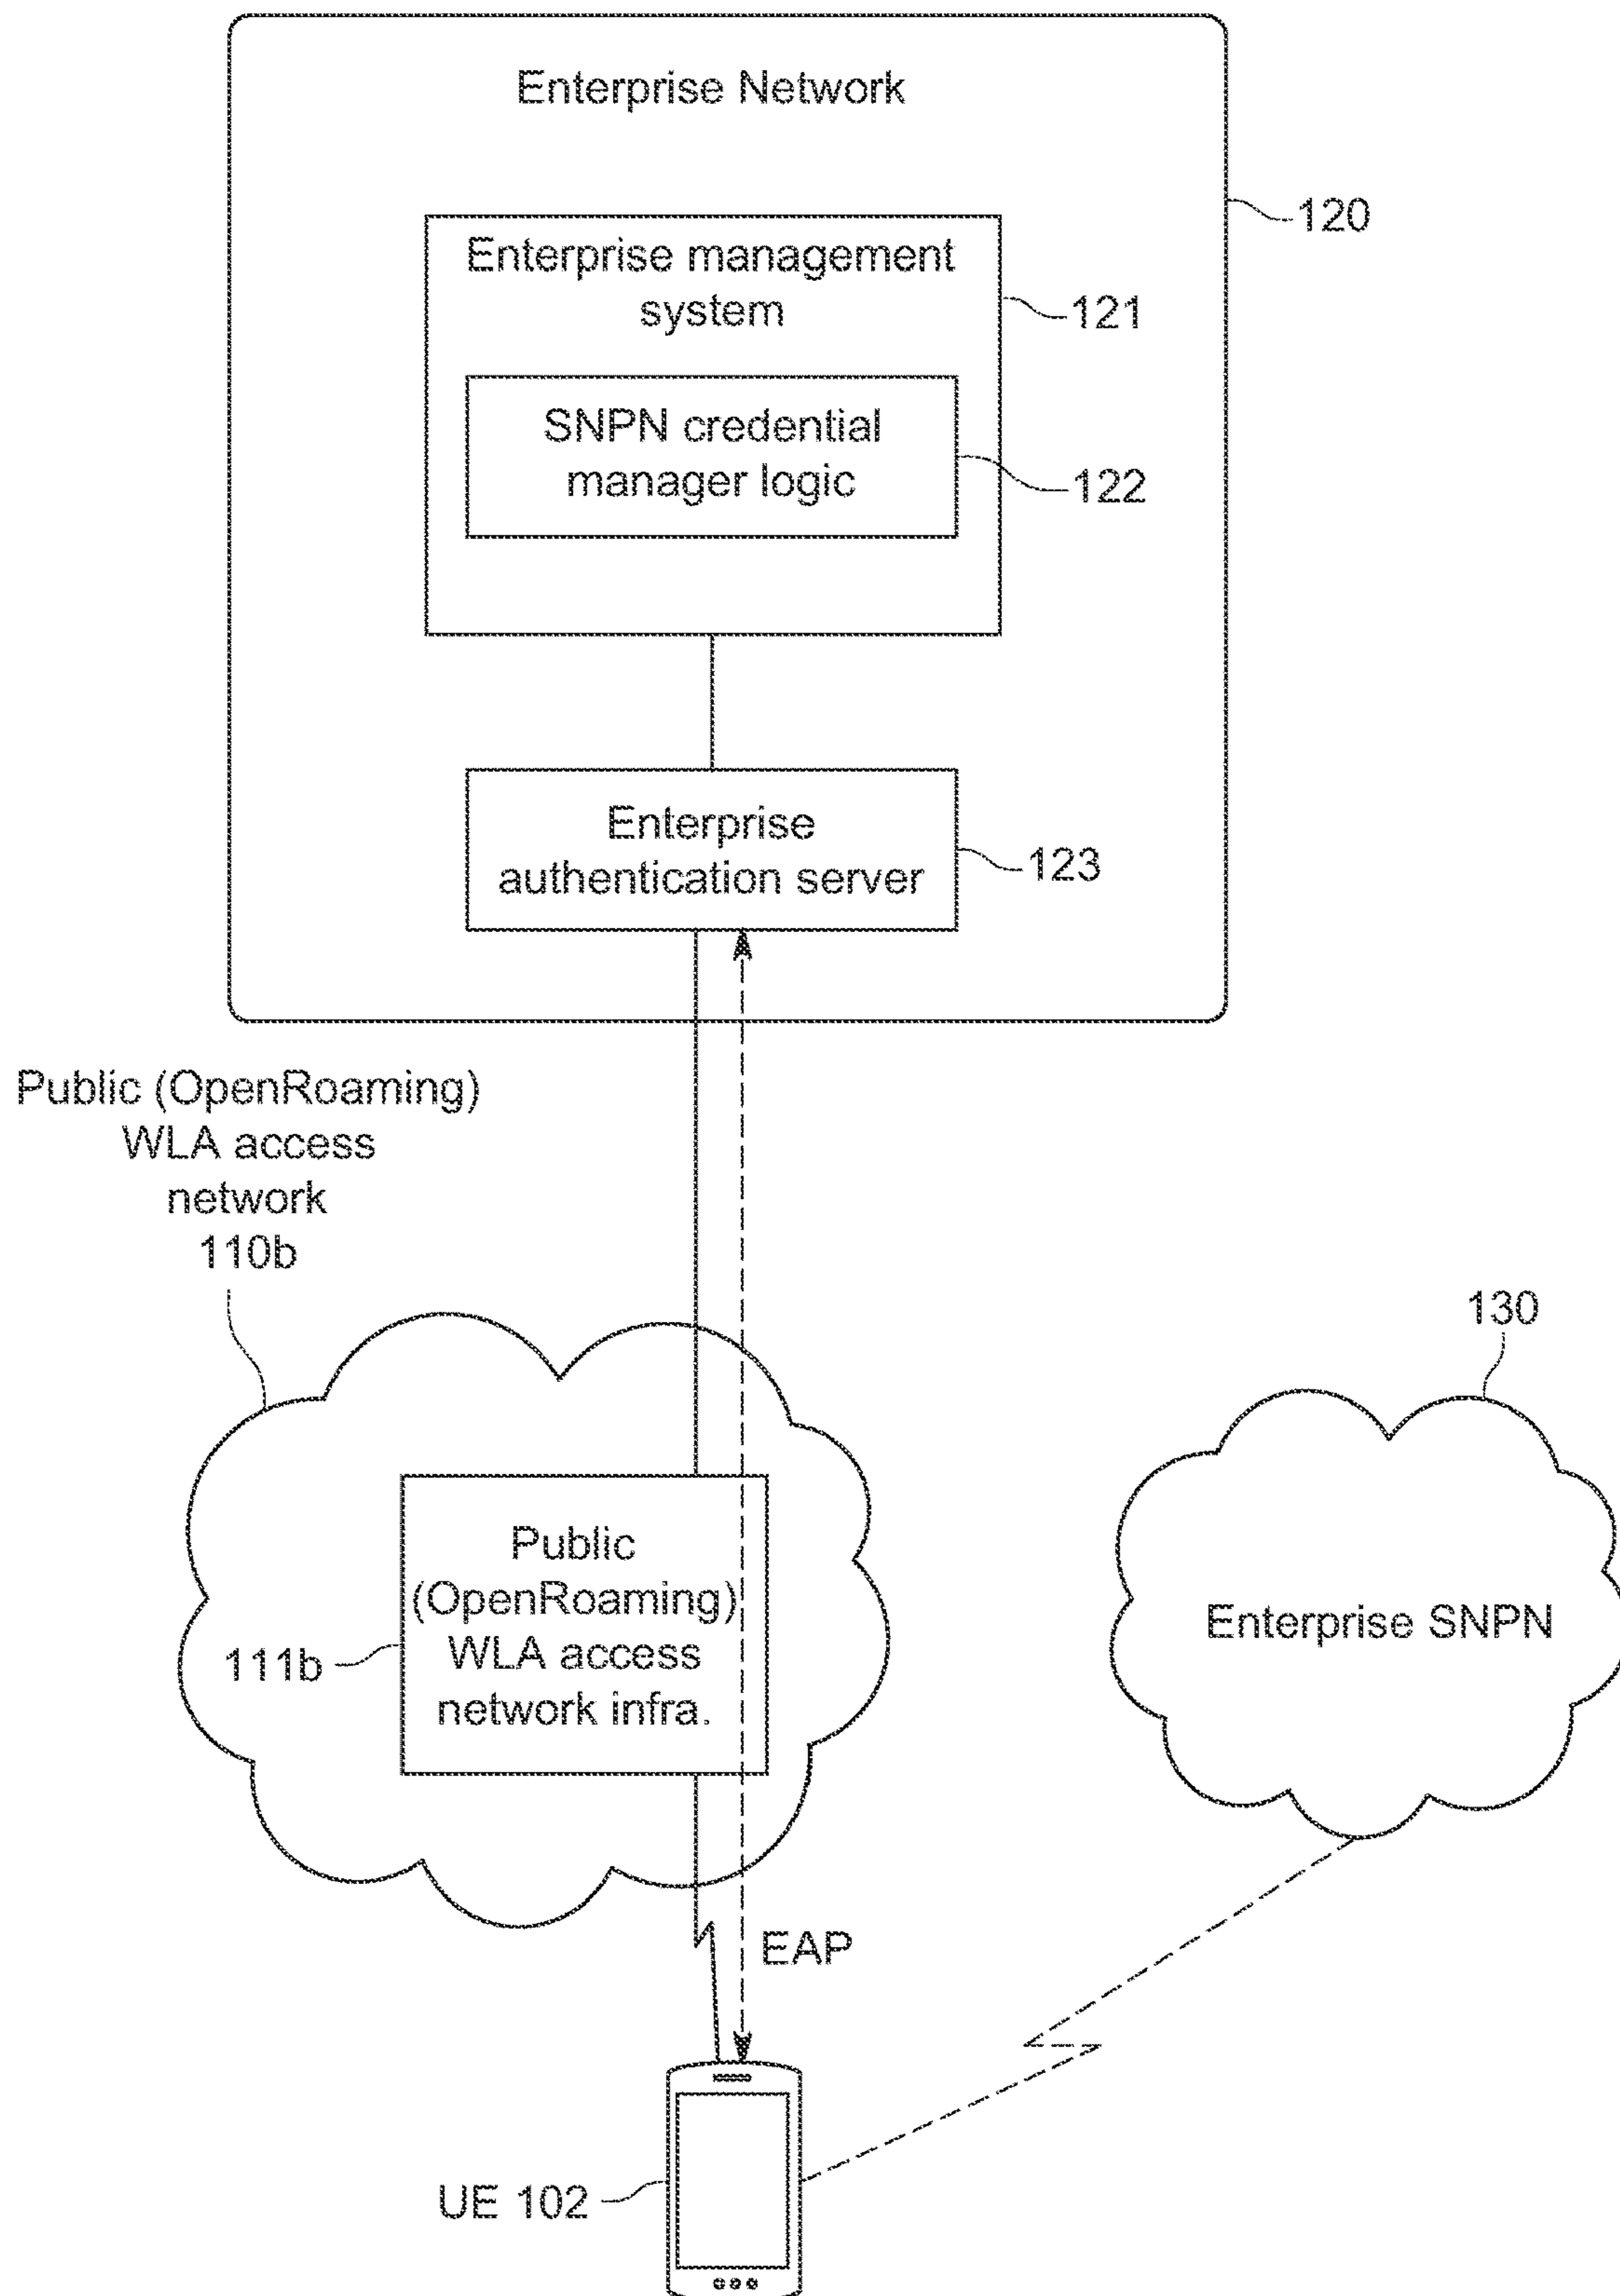 Enterprise Network
120
Enterprise management
system
121
SNPN credential
manager logic
122
Enterprise
authentication server
123
Public (OpenRoaming)
WLA access
network
110b
130
Public
(OpenRoaming)
WLA access
network infra.
111b
Enterprise SNPN
EAP
UE 102